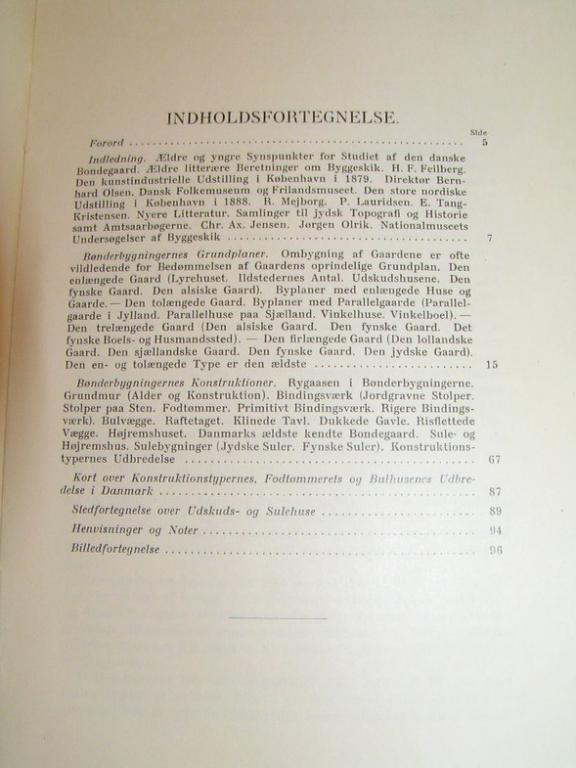 INDHOLDSFORTEGNELSE.
Side
Forord . . . . . . . . . . . . . . . . . . . . . . . . . . . . . . . . . . . . . . . . . . . . . . . . 5
Indledning. Ældre og yngre Synspunkter for Studiet af den danske
Bondegaard. Ældre litterære Beretninger om Byggeskik. H. F. Feilberg.
Den kunstindustrielle Udstilling i København i 1879. Direktør Bern-
hard Olsen. Dansk Folkemuseum og Frilandsmuseet. Den store nordiske
Udstilling i København i 1888. R. Mejborg. P. Lauridsen. E. Tang-
Kristensen. Nyere Litteratur. Samlinger til jydsk Topografi og Historie
samt Amtsaarbøgerne. Chr. Ax. Jensen. Jørgen Olrik. Nationalmuseets
Undersøgelser af Byggeskik . . . . . . . . . . . . . . . . . . . . . . . . . . . . . . . . . . . 7
Bønderbygningernes Grundplaner. Ombygning af Gaardene er ofte
vildledende for Bedømmelsen af Gaardens oprindelige Grundplan. Den
enlængede Gaard (Lyrehuset. Ildstedernes Antal. Udskudshusene. Den
fynske Gaard. Den alsiske Gaard). Byplaner med enlængede Huse og
Gaarde. — Den tolængede Gaard. Byplaner med Parallelgaarde (Parallel-
gaarde i Jylland. Parallelhuse paa Sjælland. Vinkelhuse. Vinkelboel). —
Den trelængede Gaard (Den alsiske Gaard. Den fynske Gaard. Det
fynske Boels- og Husmandssted). — Den firlængede Gaard (Den lollandske
Gaard. Den sjællandske Gaard. Den fynske Gaard. Den jydske Gaard).
Den en- og tolængede Type er den ældste . . . . . . . . . . . . . . . . . . . . . . . 15
Bønderbygningernes Konstruktioner. Rygaasen i Bønderbygningerne.
Grundmur (Alder og Konstruktion). Bindingsværk (Jordgravne Stolper.
Stolper paa Sten. Fodtømmer. Primitivt Bindingsværk. Rigere Bindings-
værk). Bulvægge. Raftetaget. Klinede Tavl. Dukkede Gavle. Risflettede
Vægge. Højremshuset. Danmarks ældste kendte Bondegaard. Sule- og
Højremshus. Sulebygninger (Jydske Suler. Fynske Suler). Konstruktions-
typernes Udbredelse . . . . . . . . . . . . . . . . . . . . . . . . . . . . . . . . . . . . . . . . . . 67
Kort over Konstruktionstypernes, Fodtømmerets og Bulhusenes Udbre-
delse i Danmark . . . . . . . . . . . . . . . . . . . . . . . . . . . . . . . . . . . . . . . . . . . . . . 87
Stedfortegnelse over Udskuds- og Sulehuse . . . . . . . . . . . . . . . . . . . . . . . 89
Henvisninger og Noter . . . . . . . . . . . . . . . . . . . . . . . . . . . . . . . . . . . . . . . . 94
Billedfortegnelse . . . . . . . . . . . . . . . . . . . . . . . . . . . . . . . . . . . . . . . . . . . . . 96